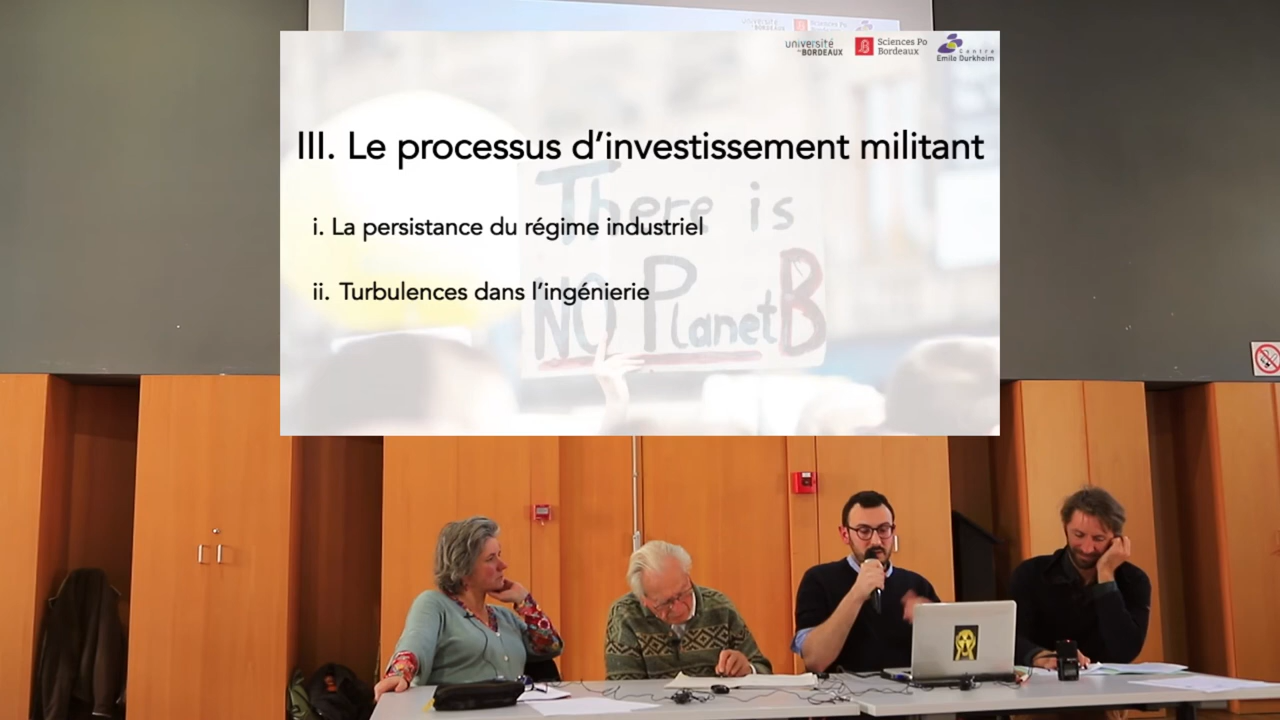 université
de BORDEAUX
Sciences Po
Bordeaux
Centre
Emile Durkheim
III. Le processus d’investissement militant
i. La persistance du régime industriel
ii. Turbulences dans l’ingénierie
There is
NO Planet B